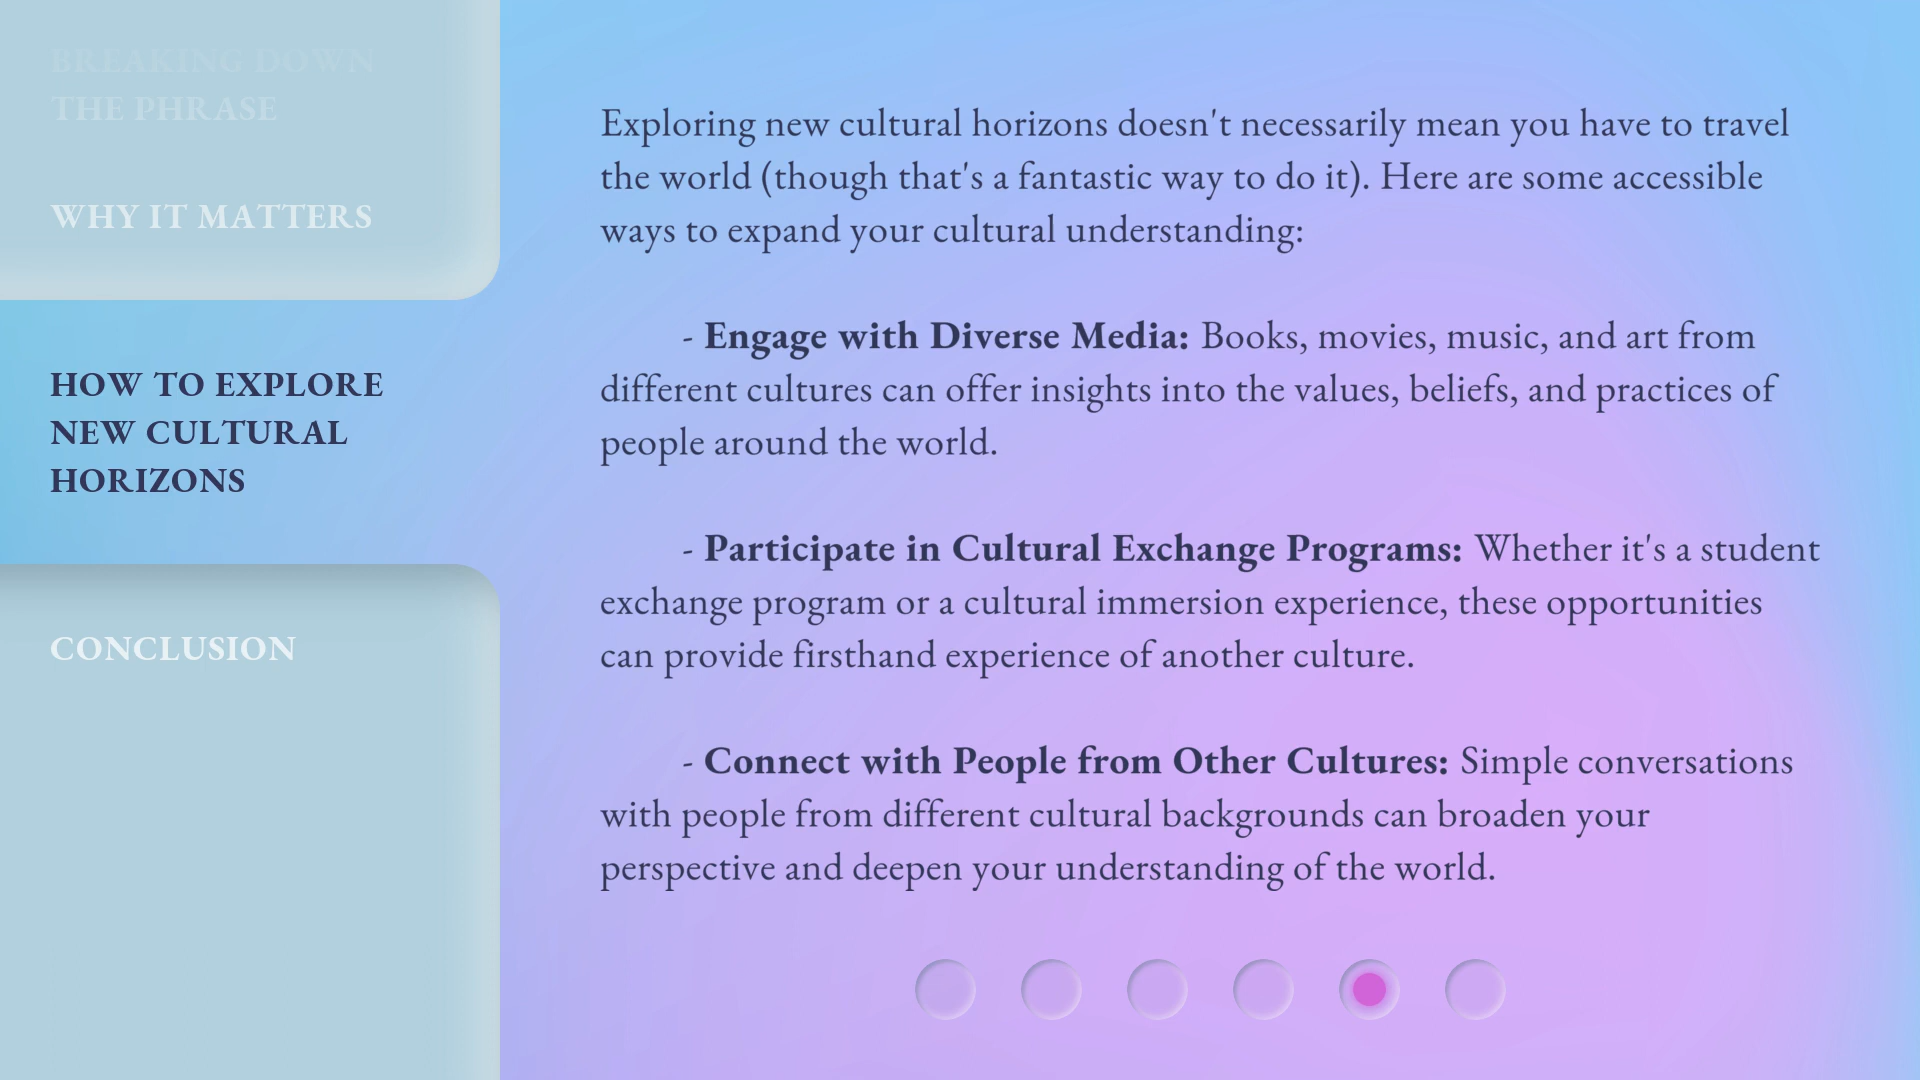 BREAKING DOWN
THE PHRASE
WHY IT MATTERS
HOW TO EXPLORE
NEW CULTURAL
HORIZONS
CONCLUSION
Exploring new cultural horizons doesn't necessarily mean you have to travel
the world (though that's a fantastic way to do it). Here are some accessible
ways to expand your cultural understanding:
- Engage with Diverse Media: Books, movies, music, and art from
different cultures can offer insights into the values, beliefs, and practices of
people around the world.
- Participate in Cultural Exchange Programs: Whether it's a student
exchange program or a cultural immersion experience, these opportunities
can provide firsthand experience of another culture.
- Connect with People from Other Cultures: Simple conversations
with people from different cultural backgrounds can broaden your
perspective and deepen your understanding of the world.